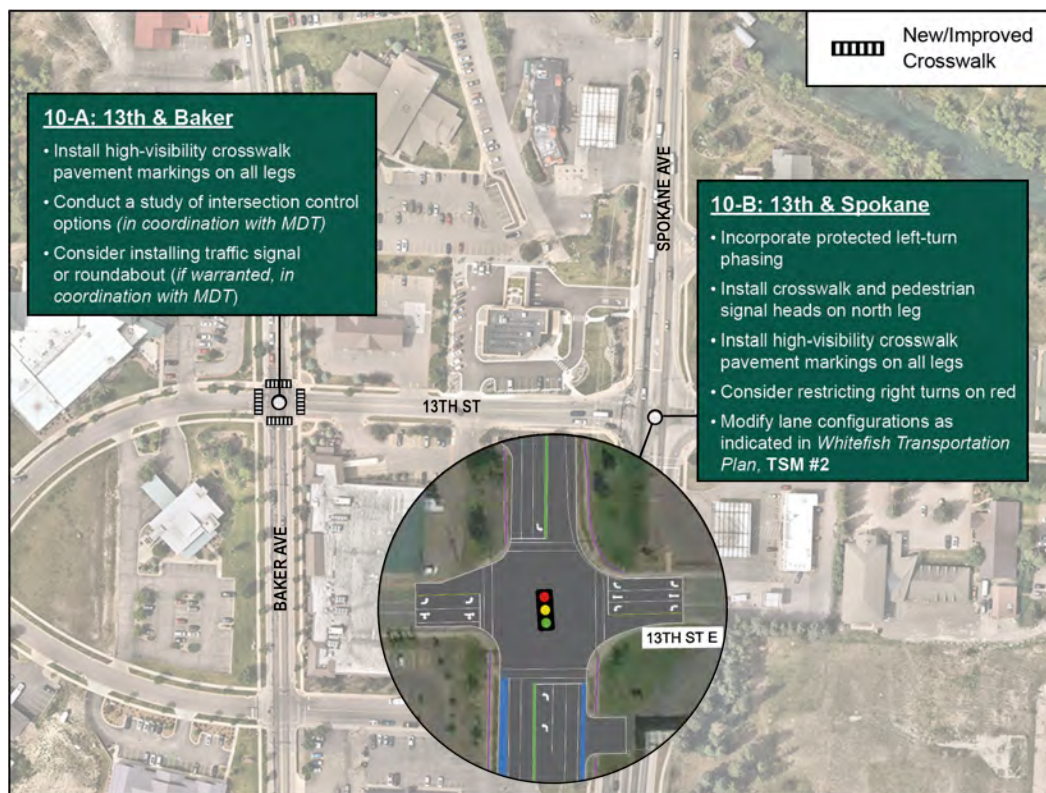 New/Improved
Crosswalk
10-A: 13th & Baker
• Install high-visibility crosswalk
pavement markings on all legs
• Conduct a study of intersection control
options (in coordination with MDT)
• Consider installing traffic signal
or roundabout (if warranted, in
coordination with MDT)
SPOKANE AVE
10-B: 13th & Spokane
• Incorporate protected left-turn
phasing
• Install crosswalk and pedestrian
signal heads on north leg
• Install high-visibility crosswalk
pavement markings on all legs
• Consider restricting right turns on red
• Modify lane configurations as
indicated in Whitefish Transportation
Plan, TSM #2
13TH ST
BAKER AVE
13TH ST E